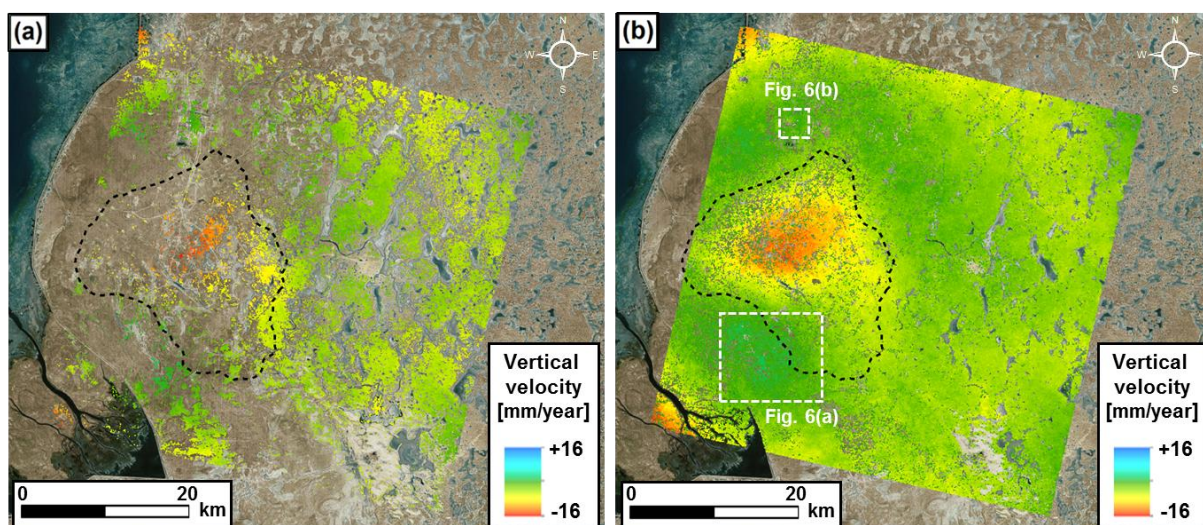 (a)
N
W
E
S
Vertical
velocity
[mm/year]
+16
-16
0
20
km
(b)
N
W
E
S
Fig. 6(b)
Fig. 6(a)
Vertical
velocity
[mm/year]
+16
-16
0
20
km